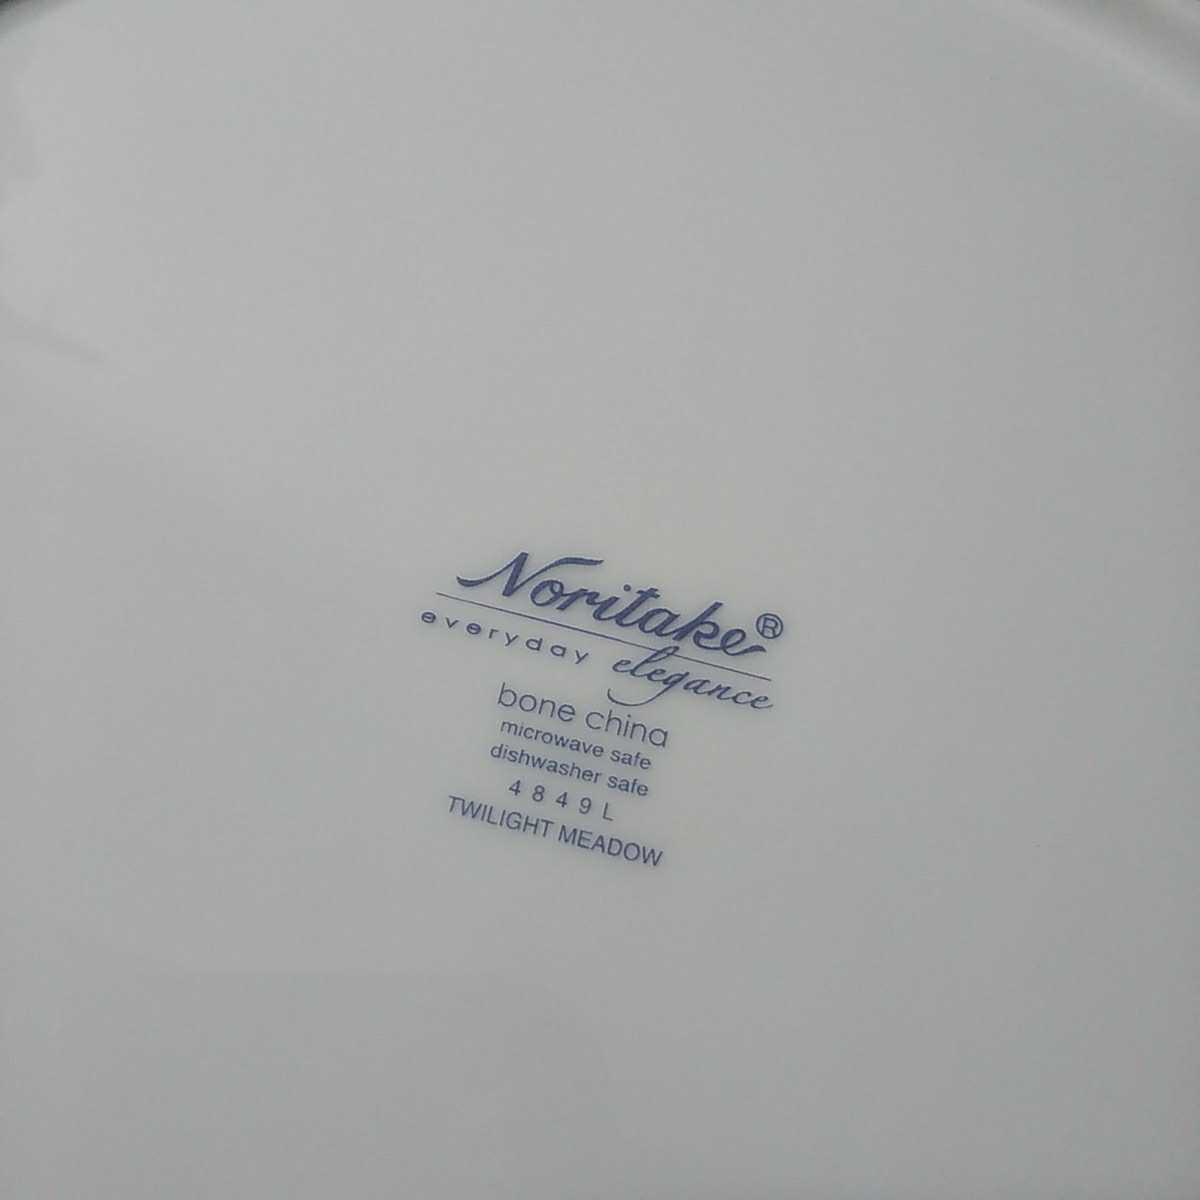 Noritake®
everyday elegance
bone china
microwave safe
dishwasher safe
4849L
TWILIGHT MEADOW